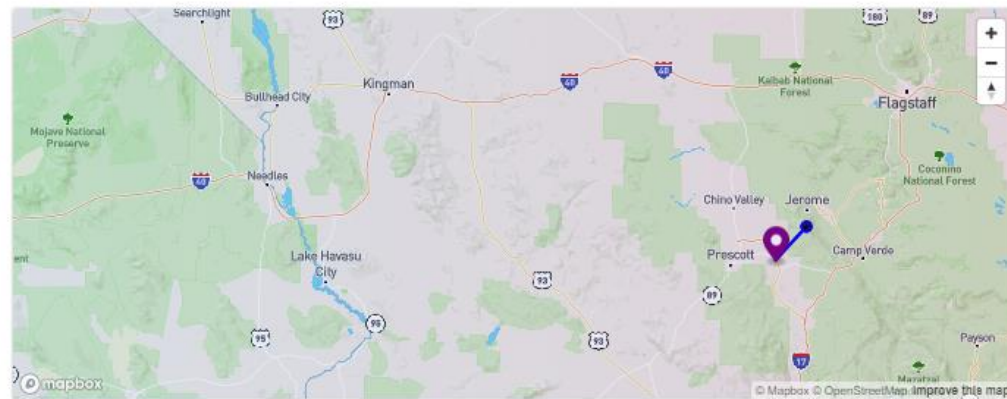 Searchlight
93
180
89
+
−
40
40
Kaibab National
Forest
Kingman
Flagstaff
Bullhead City
Mojave National
Preserve
Coconino
National Forest
40
Needles
Chino Valley
Jerome
Lake Havasu
City
Prescott
Camp Verde
93
89
95
95
93
17
Payson
mapbox
© Mapbox © OpenStreetMap Improve this map